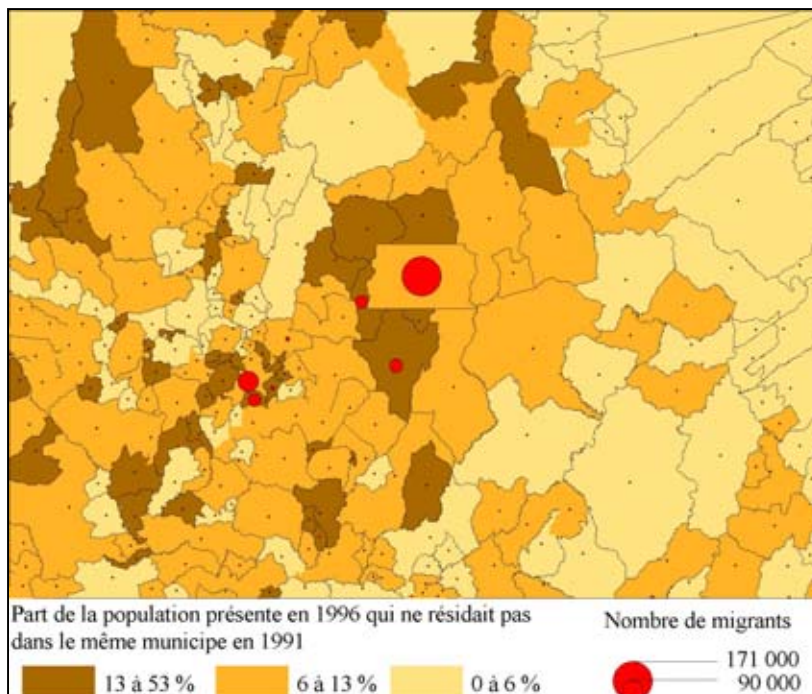 Part de la population présente en 1996 qui ne résidait pas
dans le même municipe en 1991
13 à 53 %
6 à 13 %
0 à 6 %
Nombre de migrants
171 000
90 000